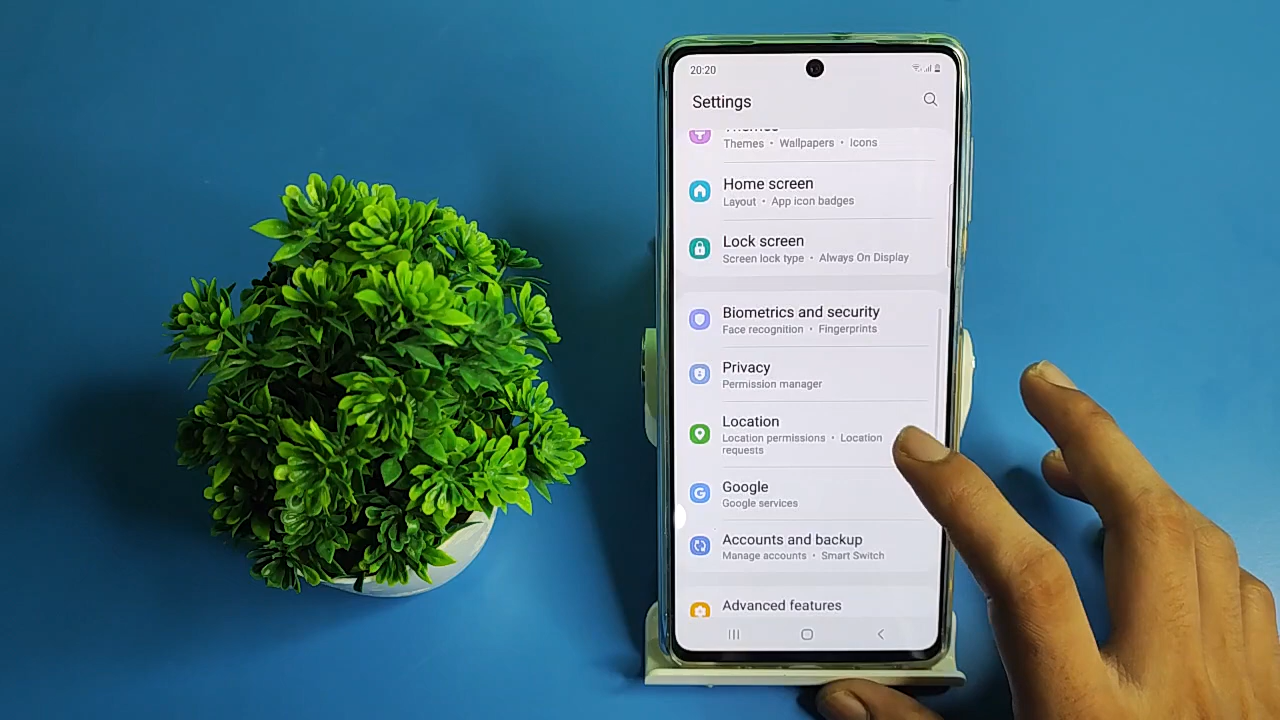 20:20
Settings
Themes
Themes • Wallpapers • Icons
Home screen
Layout • App icon badges
Lock screen
Screen lock type • Always On Display
Biometrics and security
Face recognition • Fingerprints
Privacy
Permission manager
Location
Location permissions • Location
requests
Google
Google services
Accounts and backup
Manage accounts • Smart Switch
Advanced features